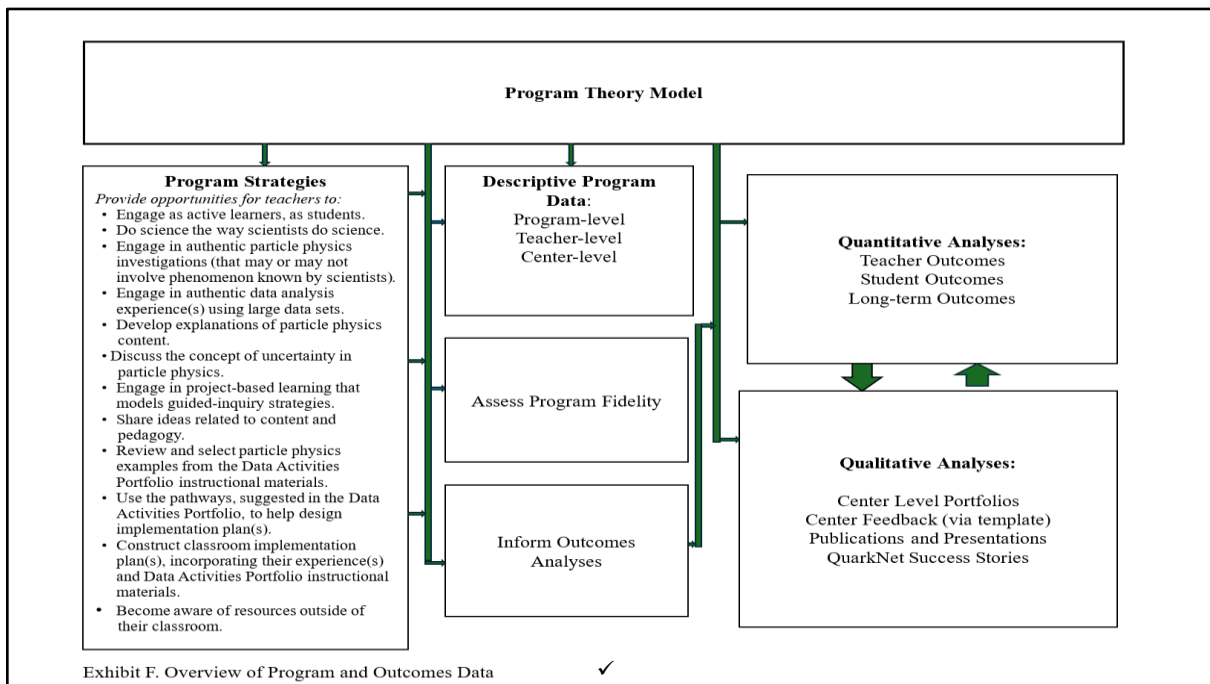 Program Theory Model
Program Strategies
Provide opportunities for teachers to:
• Engage as active learners, as students.
• Do science the way scientists do science.
• Engage in authentic particle physics
investigations (that may or may not
involve phenomenon known by scientists).
• Engage in authentic data analysis
experience(s) using large data sets.
• Develop explanations of particle physics
content.
• Discuss the concept of uncertainty in
particle physics.
• Engage in project-based learning that
models guided-inquiry strategies.
• Share ideas related to content and
pedagogy.
• Review and select particle physics
examples from the Data Activities
Portfolio instructional materials.
• Use the pathways, suggested in the Data
Activities Portfolio, to help design
implementation plan(s).
• Construct classroom implementation
plan(s), incorporating their experience(s)
and Data Activities Portfolio instructional
materials.
• Become aware of resources outside of
their classroom.
Descriptive Program
Data:
Program-level
Teacher-level
Center-level
Assess Program Fidelity
Inform Outcomes
Analyses
Quantitative Analyses:
Teacher Outcomes
Student Outcomes
Long-term Outcomes
Qualitative Analyses:
Center Level Portfolios
Center Feedback (via template)
Publications and Presentations
QuarkNet Success Stories
Exhibit F. Overview of Program and Outcomes Data ✓